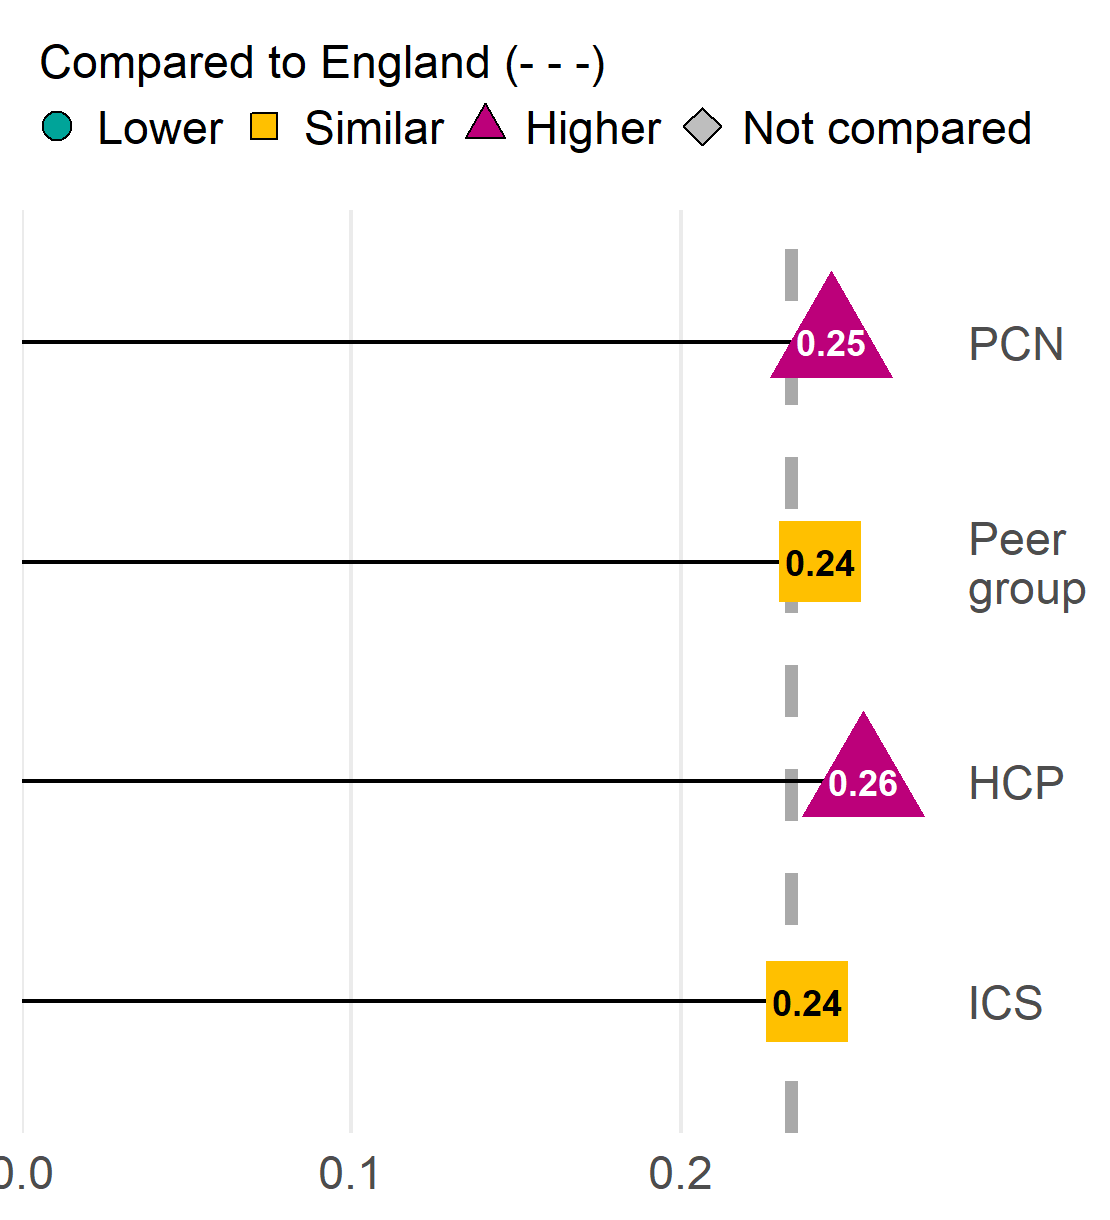 Compared to England (- - -)
Lower Similar Higher Not compared
0.25 PCN
Peer
0.24
group
0.26 HCP
0.24 ICS
0.0 0.1 0.2